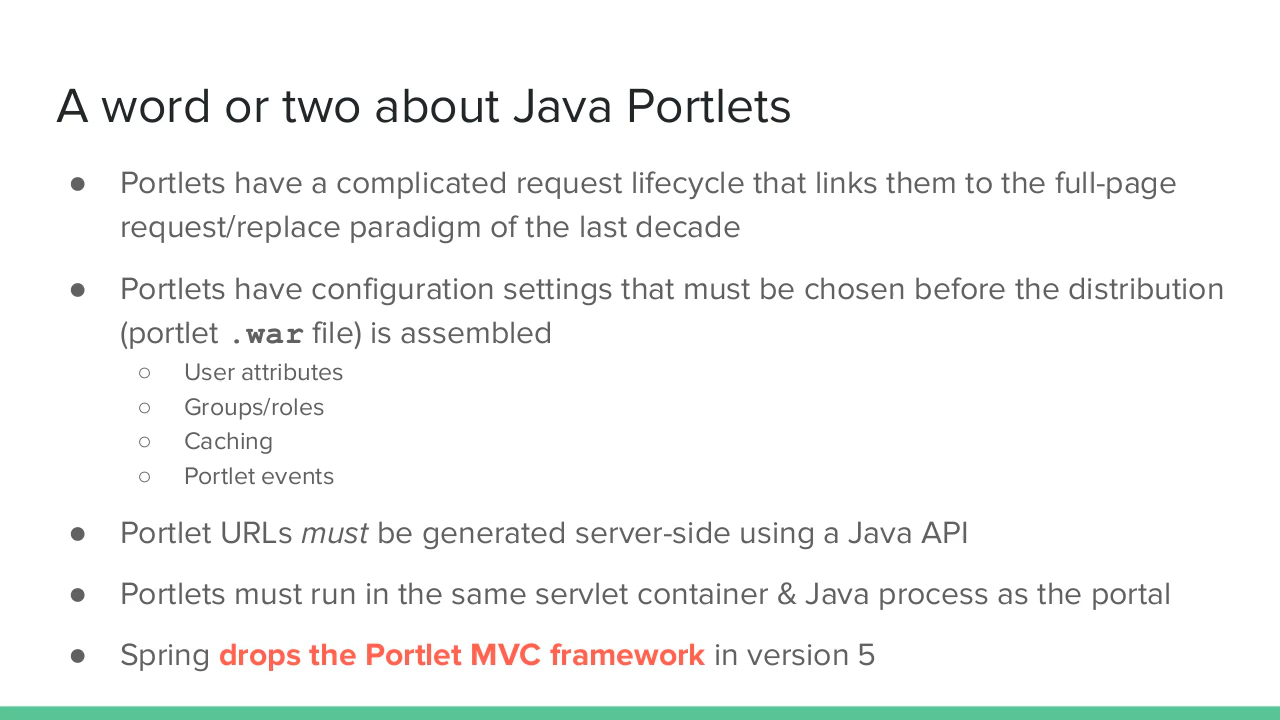 A word or two about Java Portlets
● Portlets have a complicated request lifecycle that links them to the full-page
request/replace paradigm of the last decade
● Portlets have configuration settings that must be chosen before the distribution
(portlet .war file) is assembled
○ User attributes
○ Groups/roles
○ Caching
○ Portlet events
● Portlet URLs must be generated server-side using a Java API
● Portlets must run in the same servlet container & Java process as the portal
● Spring drops the Portlet MVC framework in version 5